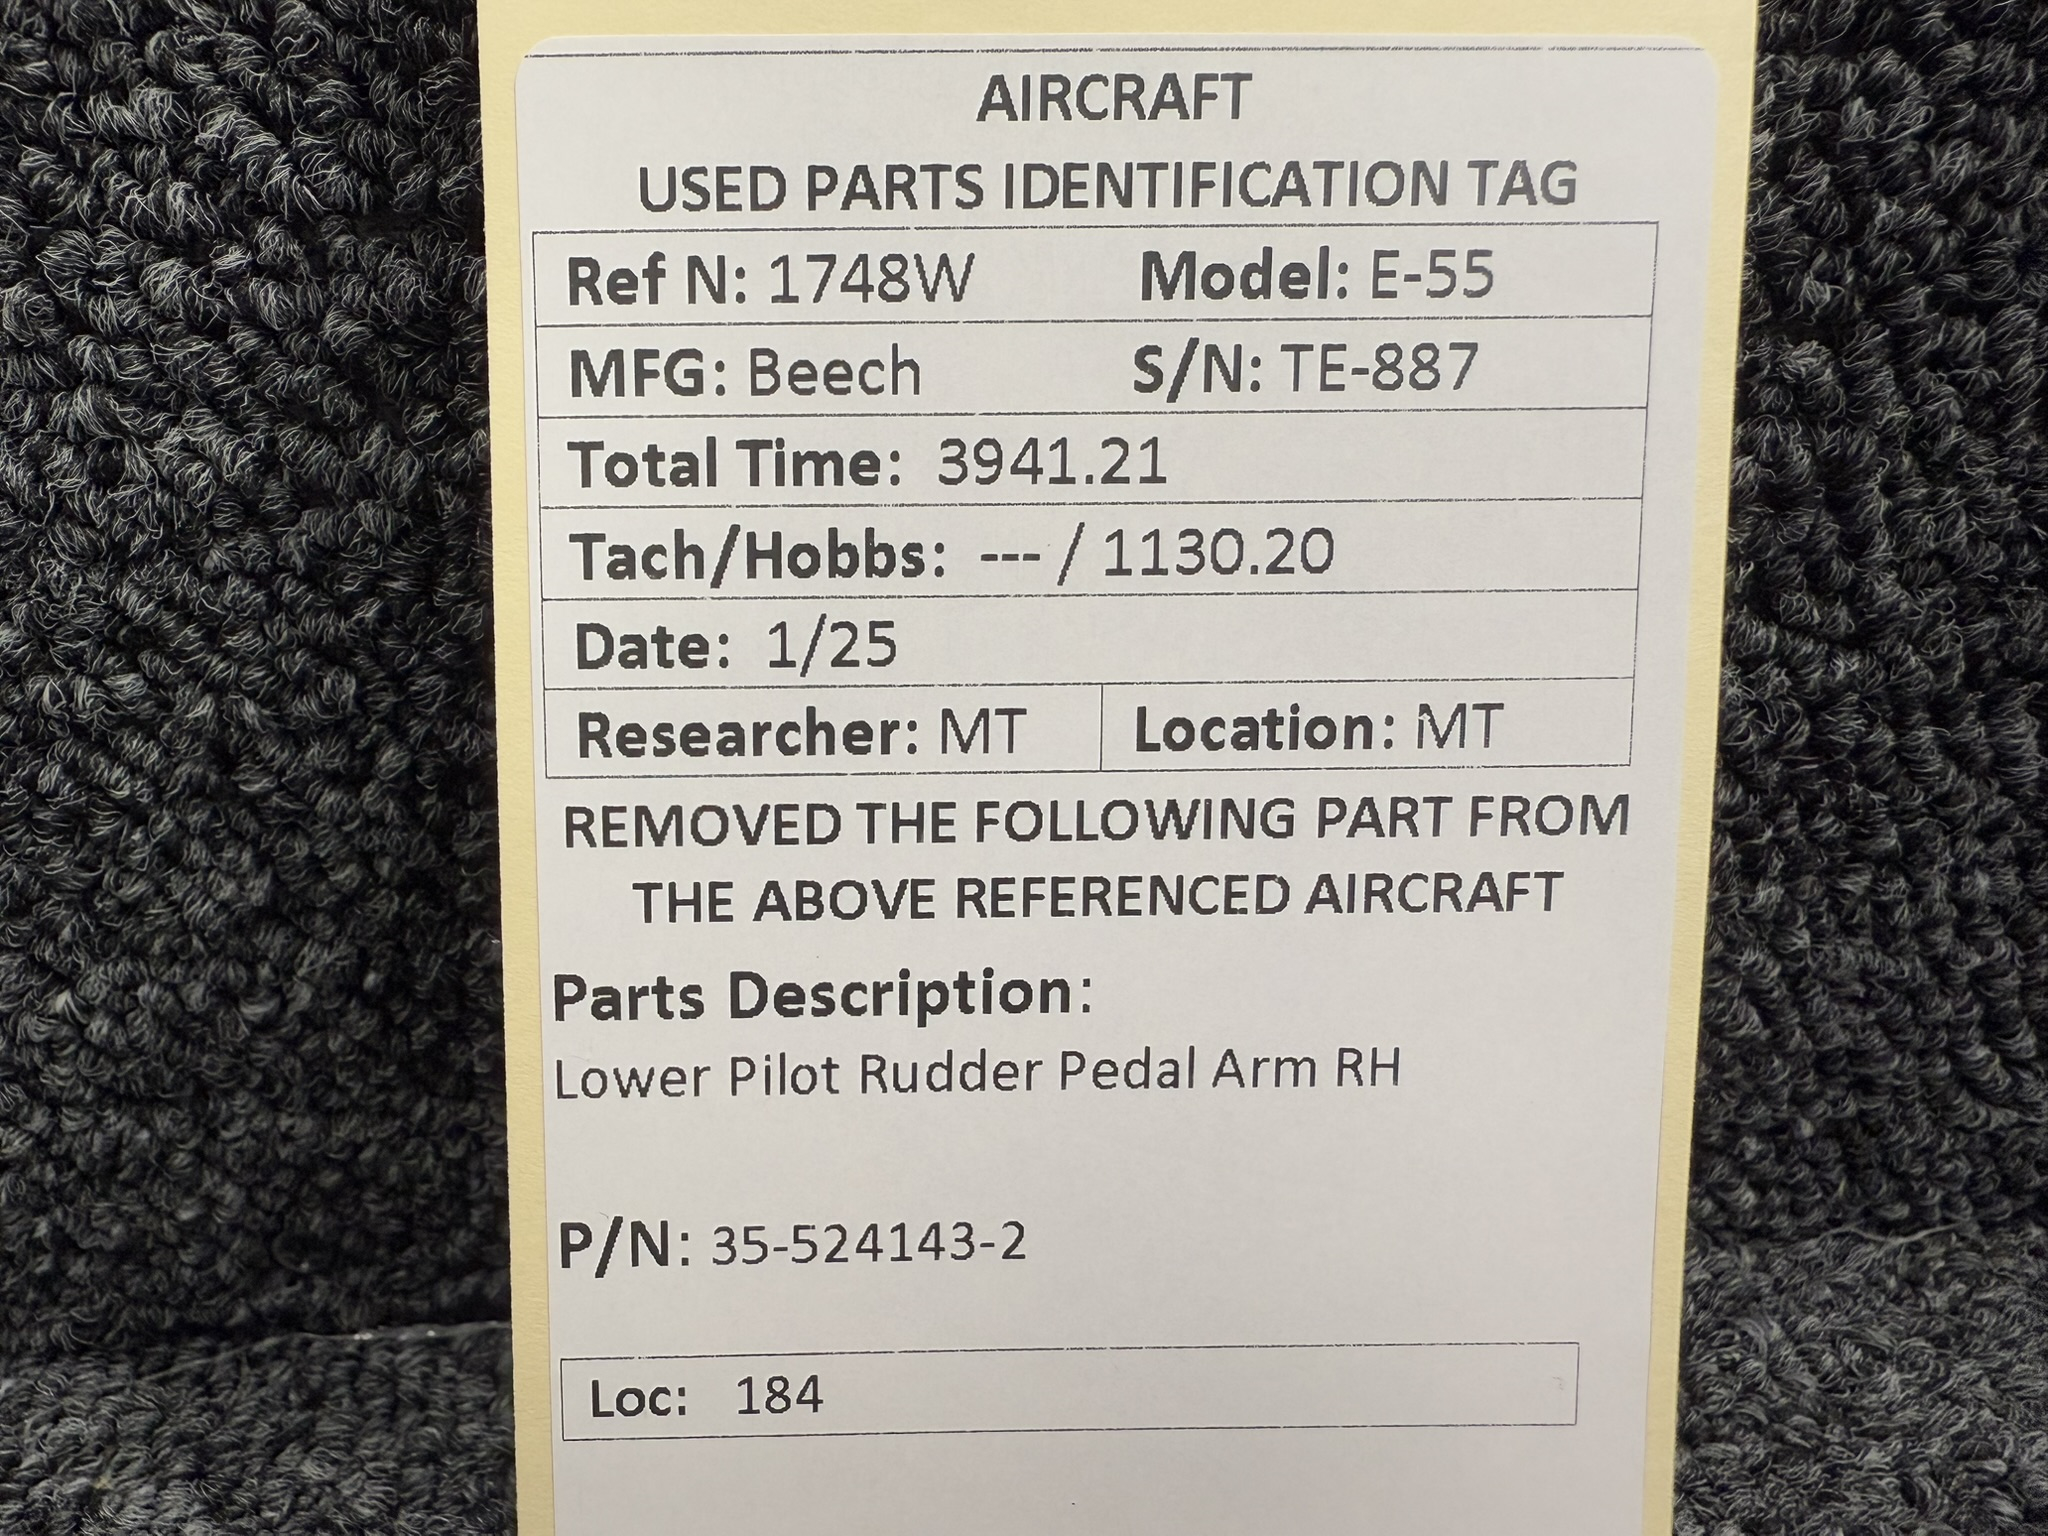 AIRCRAFT
USED PARTS IDENTIFICATION TAG
Ref N: 1748W Model: E-55
MFG: Beech S/N: TE-887
Total Time: 3941.21
Tach/Hobbs: --- / 1130.20
Date: 1/25
Researcher: MT Location: MT
REMOVED THE FOLLOWING PART FROM
THE ABOVE REFERENCED AIRCRAFT
Parts Description:
Lower Pilot Rudder Pedal Arm RH
P/N: 35-524143-2
Loc: 184